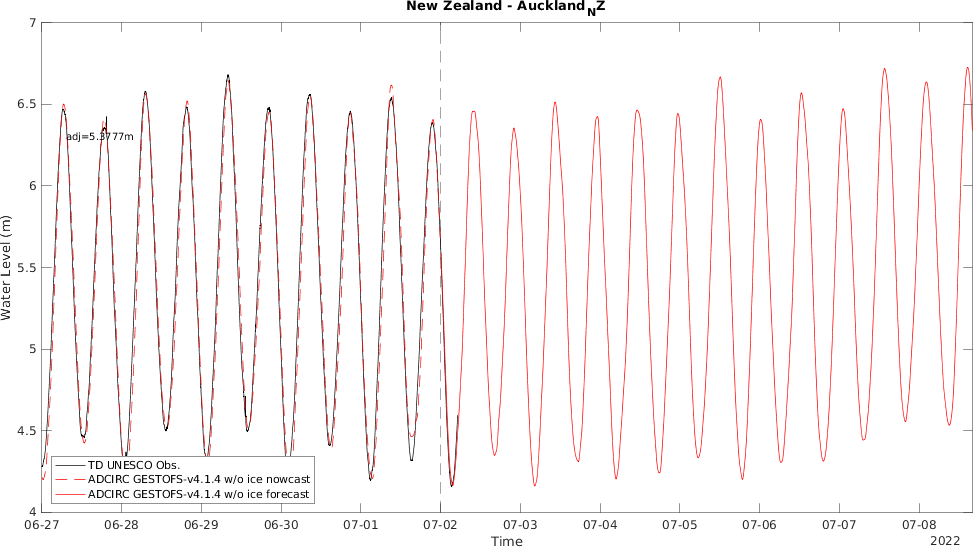 New Zealand - Auckland_NZ
7
6.5
adj=5.3777m
6
5.5
Water Level (m)
5
4.5
TD UNESCO Obs.
ADCIRC GESTOFS-v4.1.4 w/o ice nowcast
ADCIRC GESTOFS-v4.1.4 w/o ice forecast
4
06-27 06-28 06-29 06-30 07-01 07-02 07-03 07-04 07-05 07-06 07-07 07-08
Time
2022